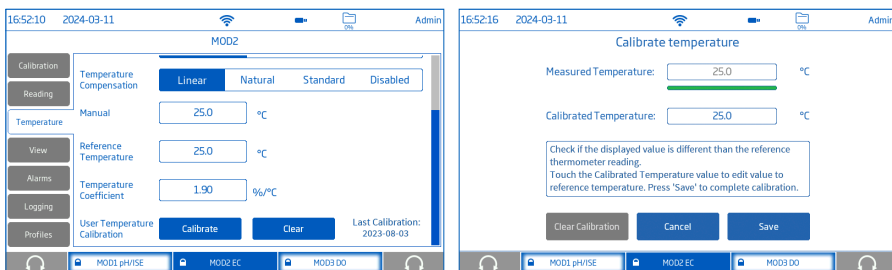 16:52:10 2024-03-11 0% Admin
MOD2
Calibration
Reading
Temperature
View
Alarms
Logging
Profiles
Temperature
Compensation
Linear Natural Standard Disabled
Manual 25.0 °C
Reference
Temperature
25.0 °C
Temperature
Coefficient
1.90 %/°C
User Temperature
Calibration
Calibrate Clear
Last Calibration:
2023-08-03
MOD1 pH/ISE MOD2 EC MOD3 DO
16:52:16 2024-03-11 0% Admin
Calibrate temperature
Measured Temperature: 25.0 °C
Calibrated Temperature: 25.0 °C
Check if the displayed value is different than the reference
thermometer reading.
Touch the Calibrated Temperature value to edit value to
reference temperature. Press 'Save' to complete calibration.
Clear Calibration Cancel Save
MOD1 pH/ISE MOD2 EC MOD3 DO